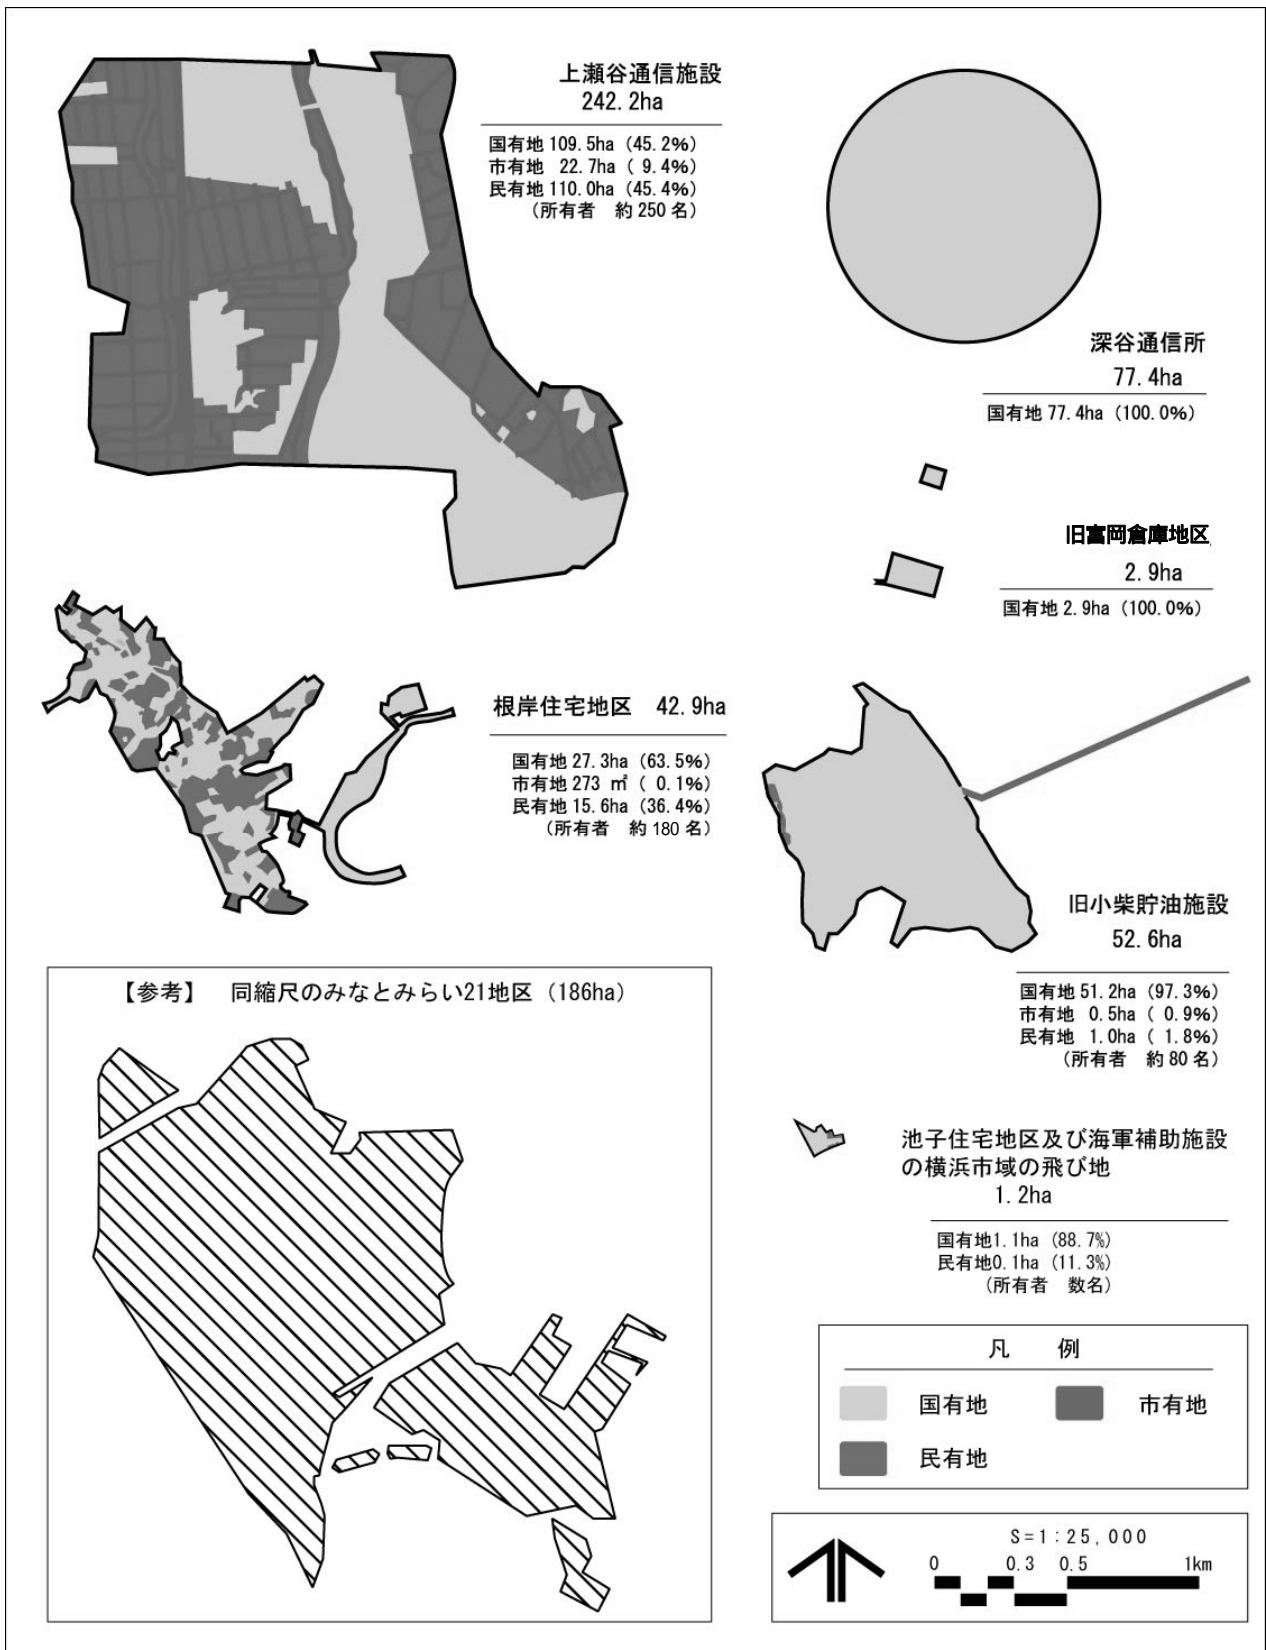 上瀬谷通信施設
242.2ha
国有地 109.5ha (45.2%)
市有地 22.7ha ( 9.4%)
民有地 110.0ha (45.4%)
(所有者 約250名)
深谷通信所
77.4ha
国有地 77.4ha (100.0%)
旧富岡倉庫地区
2.9ha
国有地 2.9ha (100.0%)
根岸住宅地区 42.9ha
国有地 27.3ha (63.5%)
市有地 273 ㎡ ( 0.1%)
民有地 15.6ha (36.4%)
(所有者 約180名)
旧小柴貯油施設
52.6ha
国有地 51.2ha (97.3%)
市有地 0.5ha ( 0.9%)
民有地 1.0ha ( 1.8%)
(所有者 約80名)
【参考】 同縮尺のみなとみらい21地区 (186ha)
池子住宅地区及び海軍補助施設
の横浜市域の飛び地
1.2ha
国有地1.1ha (88.7%)
民有地0.1ha (11.3%)
(所有者 数名)
凡 例
国有地 市有地
民有地
S=1:25,000
0 0.3 0.5 1km